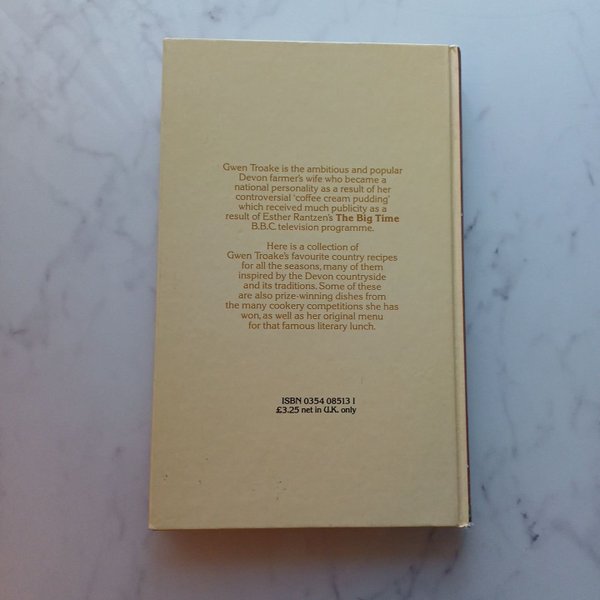 Gwen Troake is the ambitious and popular
Devon farmer's wife who became a
national personality as a result of her
controversial 'coffee cream pudding'
which received much publicity as a
result of Esther Rantzen's The Big Time
B.B.C. television programme.
Here is a collection of
Gwen Troake's favourite country recipes
for all the seasons, many of them
inspired by the Devon countryside
and its traditions. Some of these
are also prize-winning dishes from
the many cookery competitions she has
won, as well as her original menu
for that famous literary lunch.
ISBN 0354 08513 1
£3.25 net in U.K. only